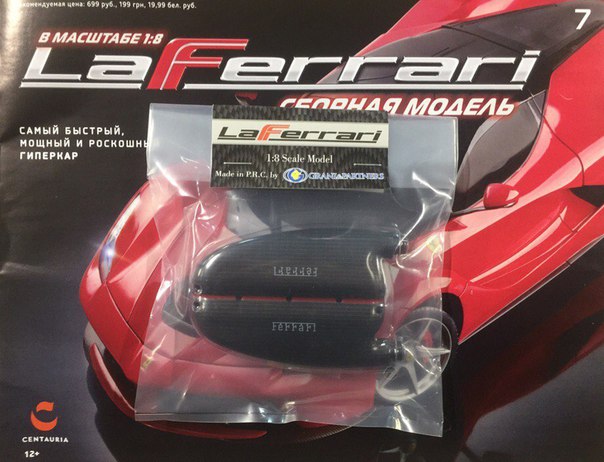 комендуемая цена: 699 руб., 199 грн, 19,99 бел. руб.
7
В МАСШТАБЕ 1:8
LaFerrari
СБОРНАЯ МОДЕЛЬ
САМЫЙ БЫСТРЫЙ,
МОЩНЫЙ И РОСКОШНЫ
ГИПЕРКАР
LaFerrari
1:8 Scale Model
Made in P.R.C. by GRANI&PARTNERS
Ferrari
Ferrari
CENTAURIA
12+